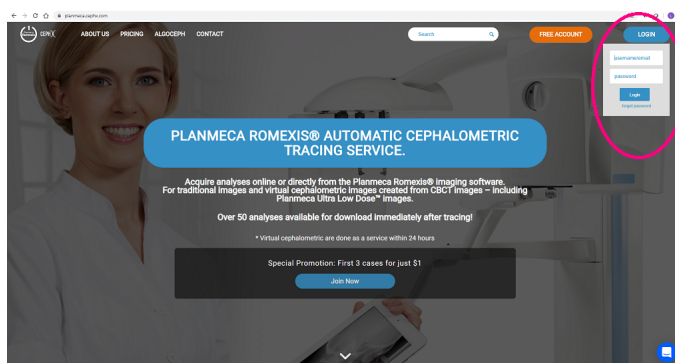 planmeca.cephx.com
CEPHX
ABOUT US
PRICING
ALGOCEPH
CONTACT
Search
FREE ACCOUNT
LOGIN
username/email
password
Login
forgot password
PLANMECA ROMEXIS® AUTOMATIC CEPHALOMETRIC
TRACING SERVICE.
Acquire analyses online or directly from the Planmeca Romexis® imaging software.
For traditional images and virtual cephalometric images created from CBCT images – including
Planmeca Ultra Low Dose™ images.
Over 50 analyses available for download immediately after tracing!
* Virtual cephalometric are done as a service within 24 hours
Special Promotion: First 3 cases for just $1
Join Now